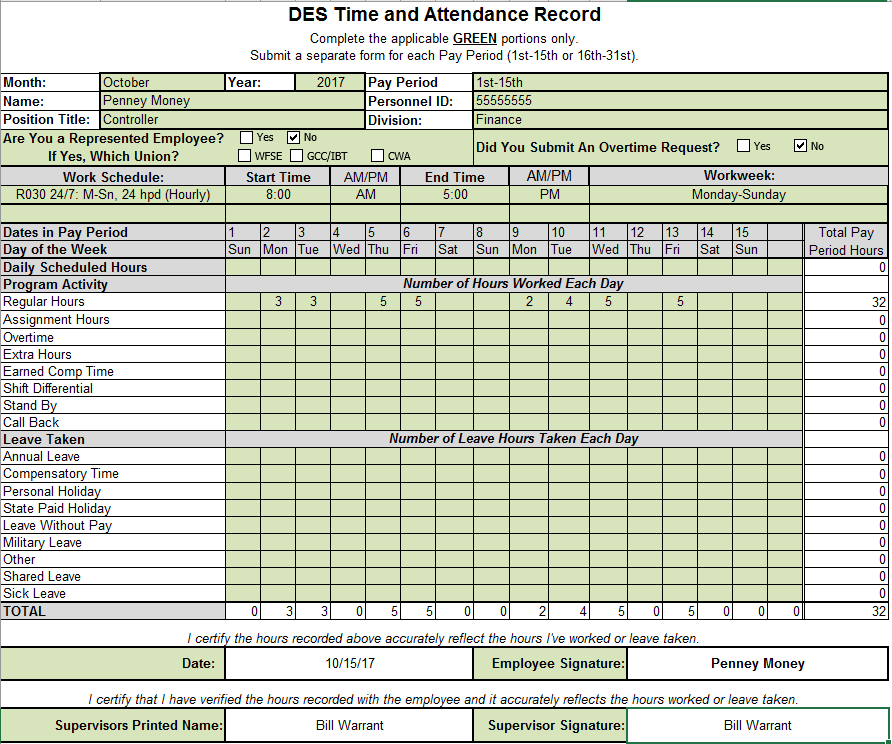 DES Time and Attendance Record
Complete the applicable GREEN portions only.
Submit a separate form for each Pay Period (1st-15th or 16th-31st).
Month: October Year: 2017 Pay Period 1st-15th
Name: Penney Money Personnel ID: 55555555
Position Title: Controller Division: Finance
Are You a Represented Employee? Yes No
If Yes, Which Union? WFSE GCC/IBT CWA
Did You Submit An Overtime Request? Yes No
Work Schedule: Start Time AM/PM End Time AM/PM Workweek:
R030 24/7: M-Sn, 24 hpd (Hourly) 8:00 AM 5:00 PM Monday-Sunday
Dates in Pay Period 1 2 3 4 5 6 7 8 9 10 11 12 13 14 15 Total Pay
Day of the Week Sun Mon Tue Wed Thu Fri Sat Sun Mon Tue Wed Thu Fri Sat Sun Period Hours
Daily Scheduled Hours 0
Program Activity Number of Hours Worked Each Day
Regular Hours 3 3 5 5 2 4 5 5 32
Assignment Hours 0
Overtime 0
Extra Hours 0
Earned Comp Time 0
Shift Differential 0
Stand By 0
Call Back 0
Leave Taken Number of Leave Hours Taken Each Day
Annual Leave 0
Compensatory Time 0
Personal Holiday 0
State Paid Holiday 0
Leave Without Pay 0
Military Leave 0
Other 0
Shared Leave 0
Sick Leave 0
TOTAL 0 3 3 0 5 5 0 0 2 4 5 0 5 0 0 0 32
I certify the hours recorded above accurately reflect the hours I've worked or leave taken.
Date: 10/15/17 Employee Signature: Penney Money
I certify that I have verified the hours recorded with the employee and it accurately reflects the hours worked or leave taken.
Supervisors Printed Name: Bill Warrant Supervisor Signature: Bill Warrant